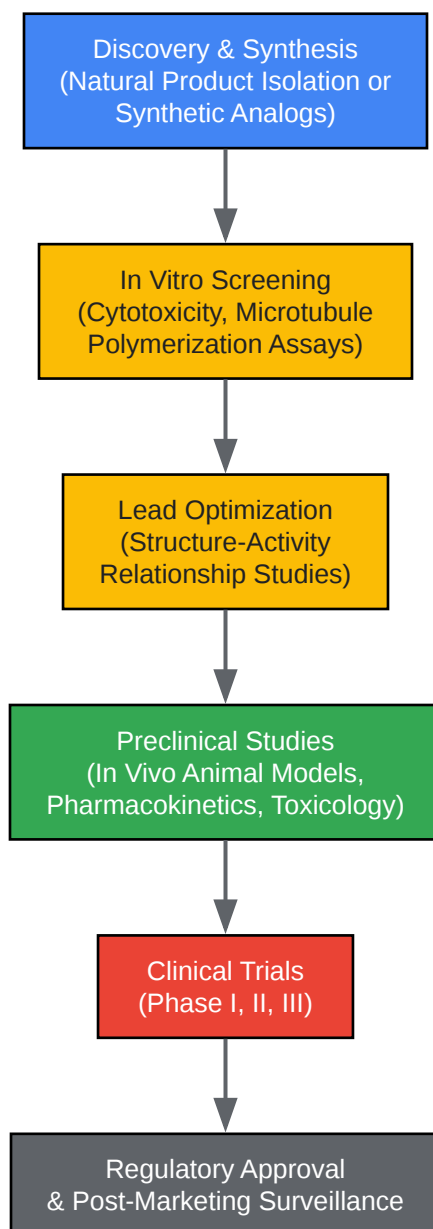 Discovery & Synthesis
(Natural Product Isolation or
Synthetic Analogs)
In Vitro Screening
(Cytotoxicity, Microtubule
Polymerization Assays)
Lead Optimization
(Structure-Activity
Relationship Studies)
Preclinical Studies
(In Vivo Animal Models,
Pharmacokinetics, Toxicology)
Clinical Trials
(Phase I, II, III)
Regulatory Approval
& Post-Marketing Surveillance